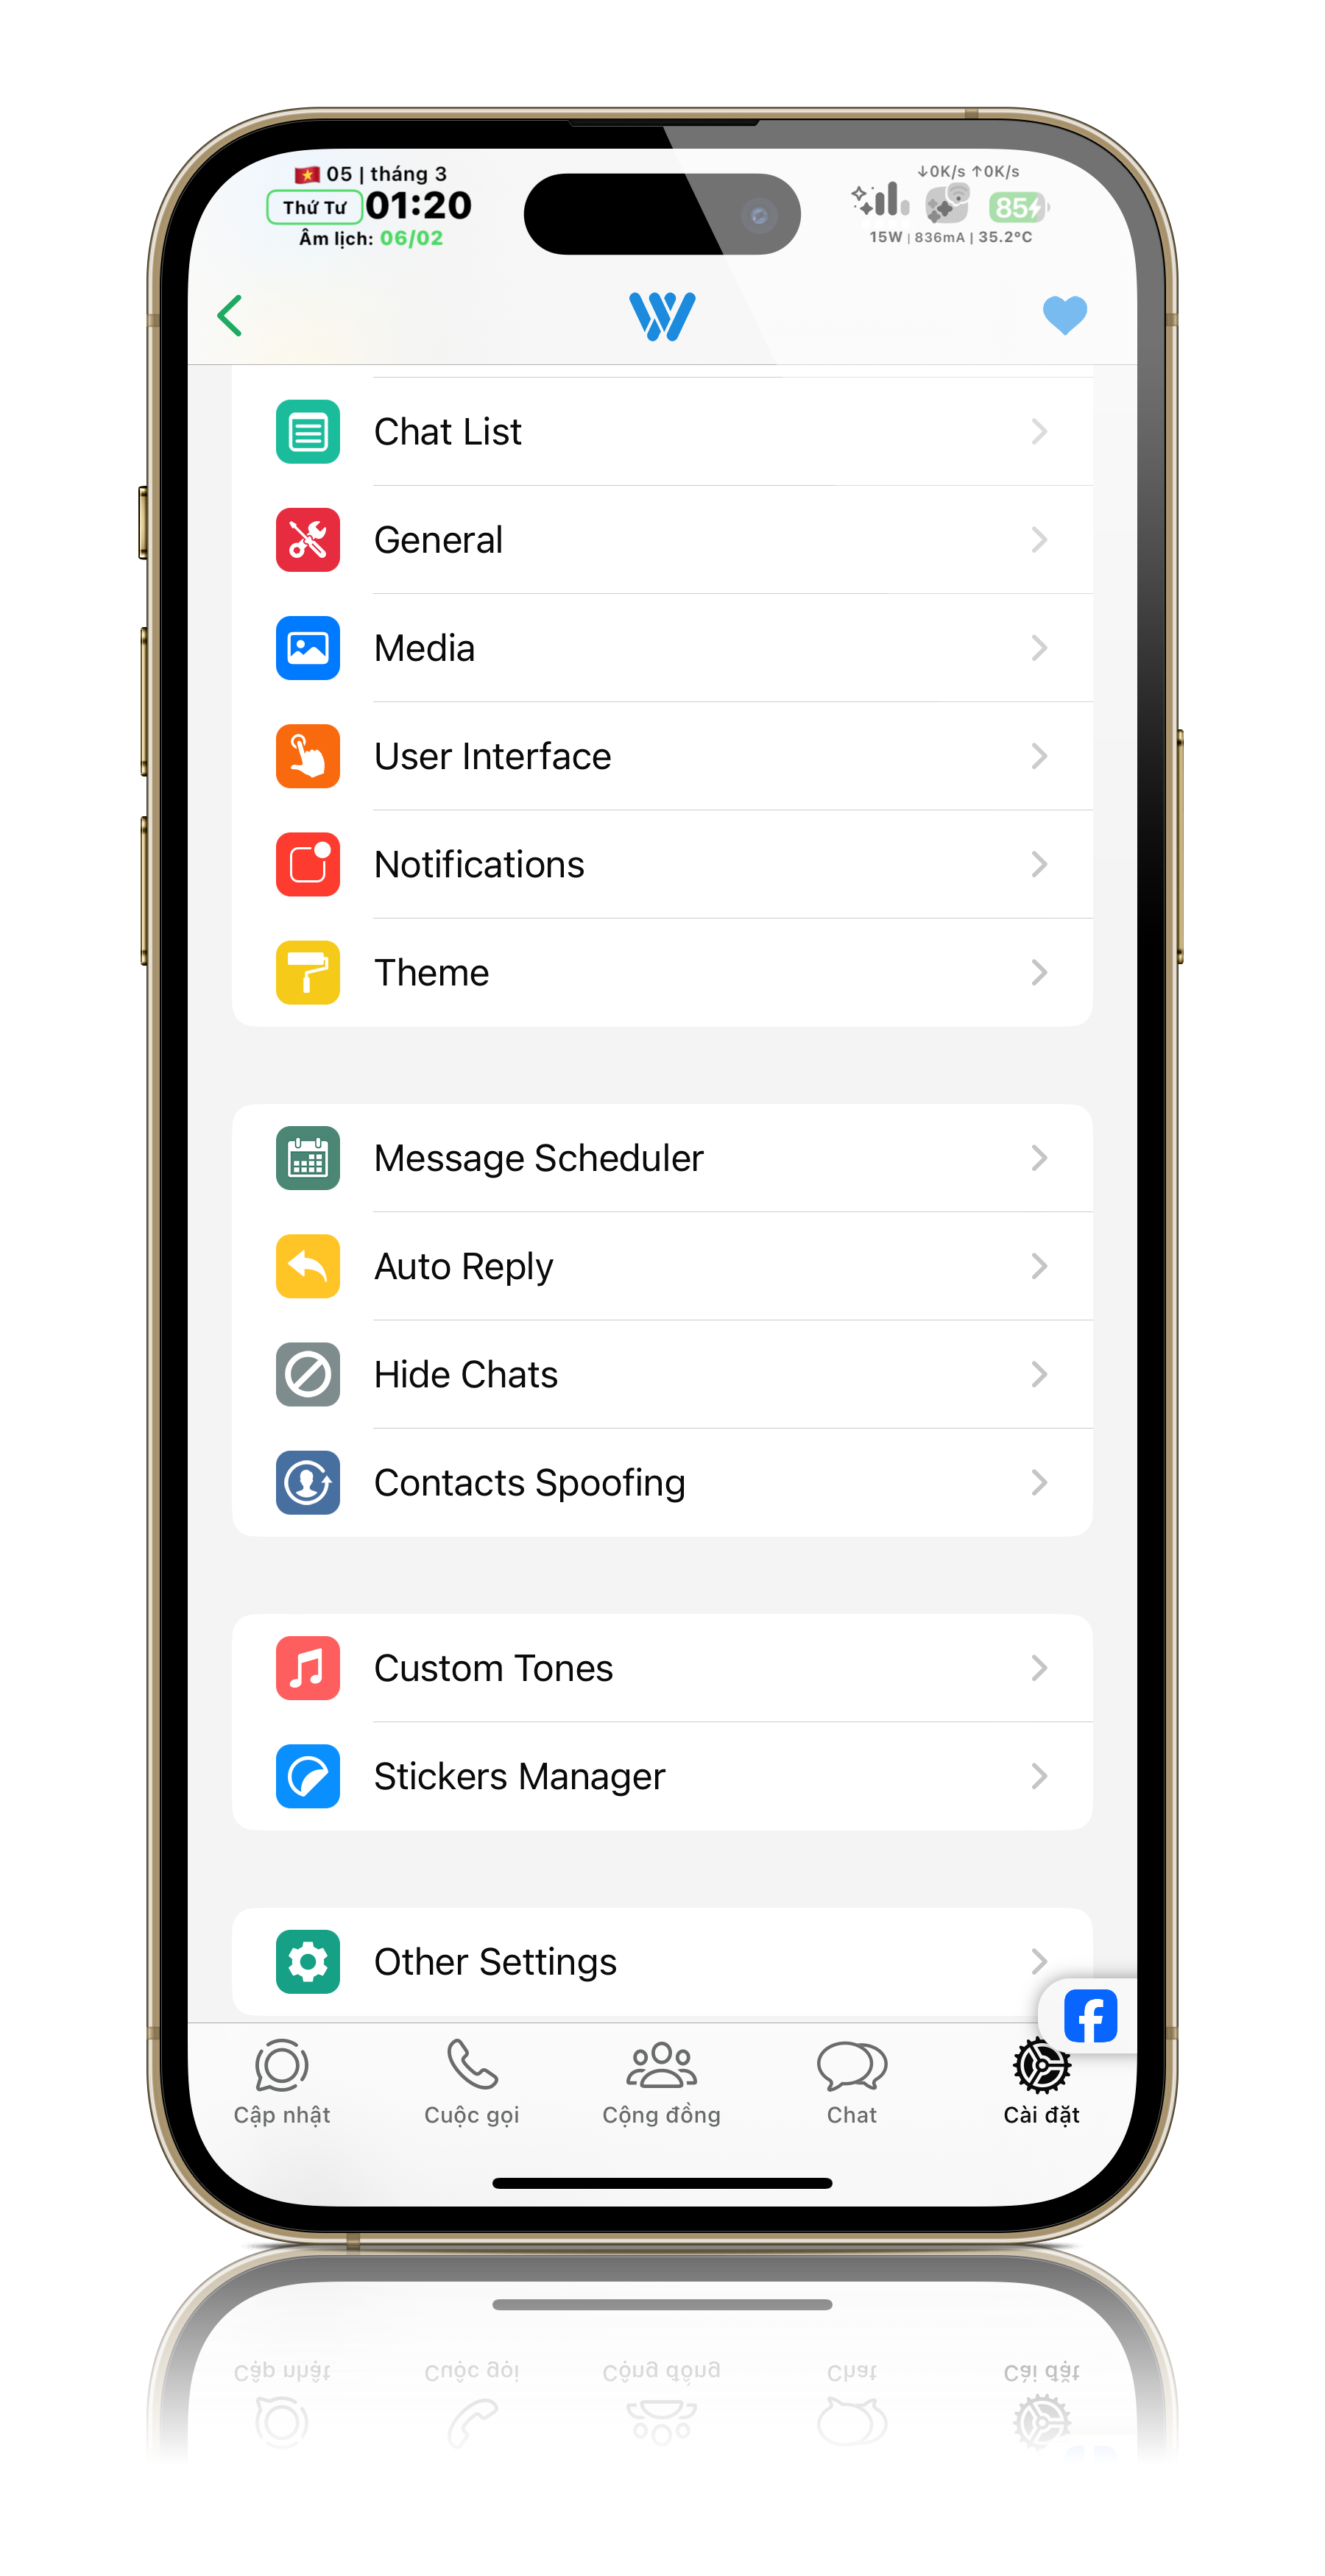 🇻🇳 05 | tháng 3
Thứ Tư 01:20
Âm lịch: 06/02
↓0K/s ↑0K/s
85
15W | 836mA | 35.2°C
Chat List
General
Media
User Interface
Notifications
Theme
Message Scheduler
Auto Reply
Hide Chats
Contacts Spoofing
Custom Tones
Stickers Manager
Other Settings
Cập nhật
Cuộc gọi
Cộng đồng
Chat
Cài đặt